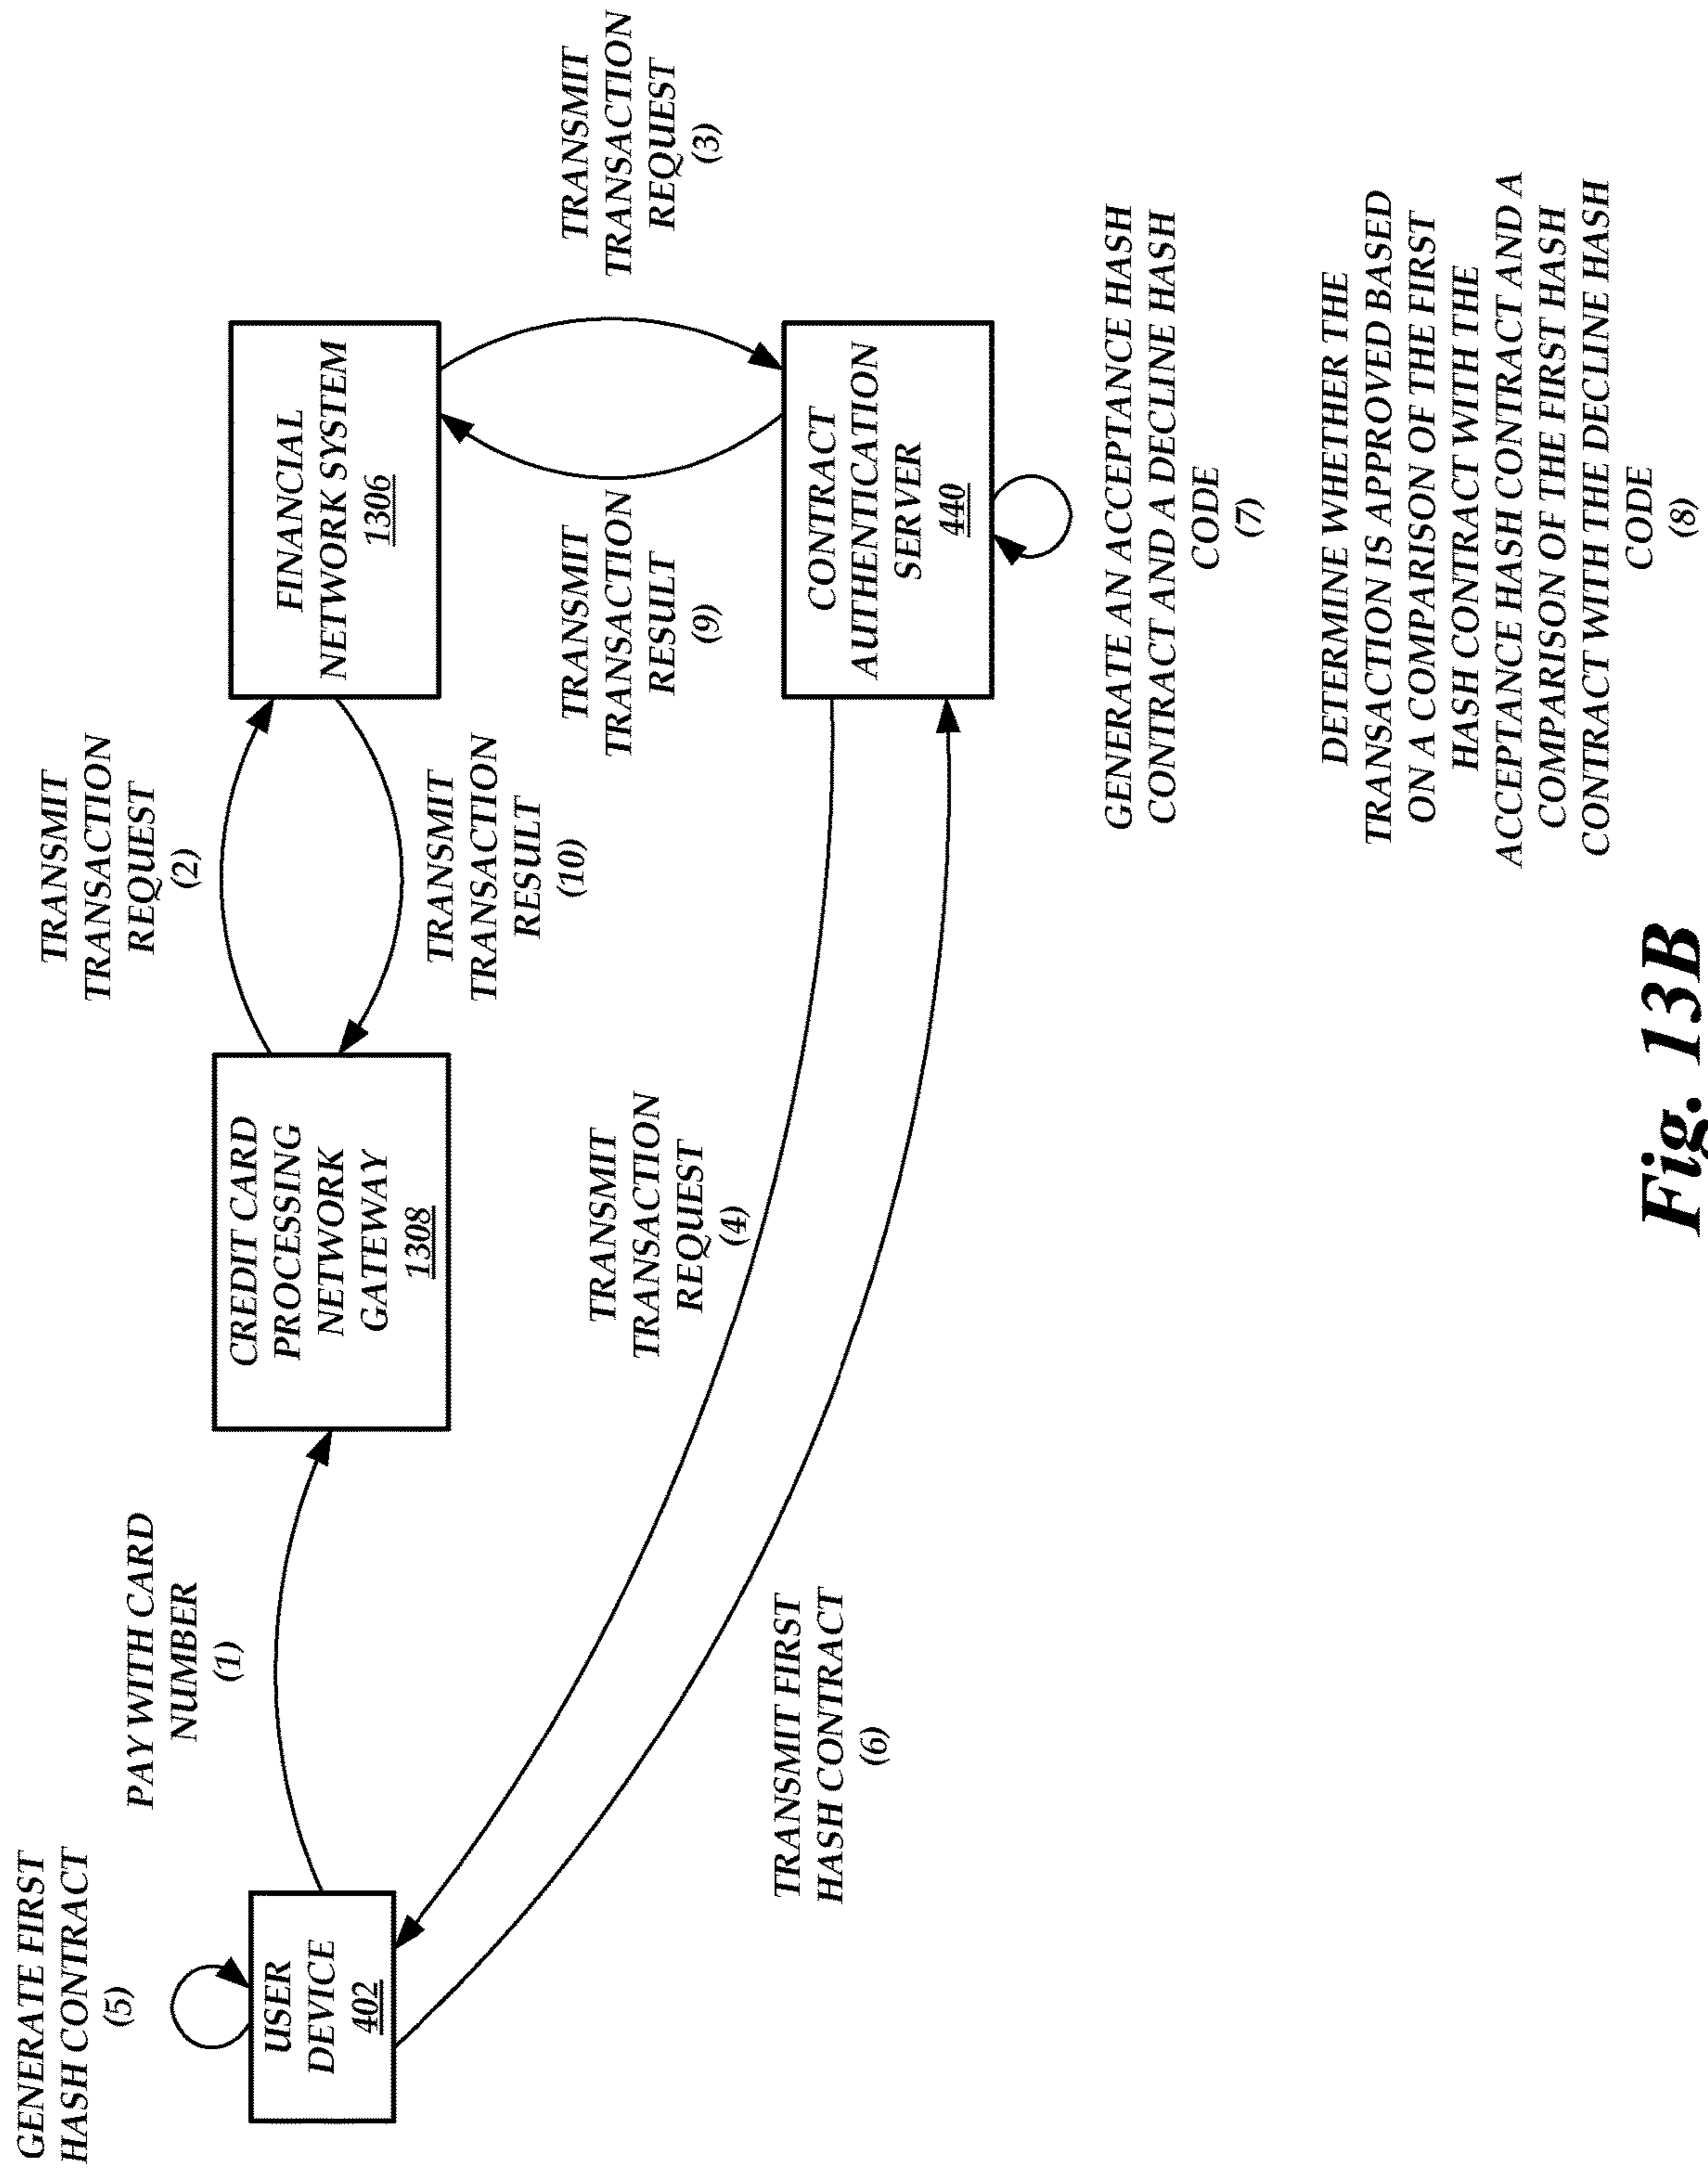 GENERATE FIRST
HASH CONTRACT
(5)
USER
DEVICE
402
PAY WITH CARD
NUMBER
(1)
CREDIT CARD
PROCESSING
NETWORK
GATEWAY
1308
TRANSMIT
TRANSACTION
REQUEST
(2)
TRANSMIT
TRANSACTION
RESULT
(10)
FINANCIAL
NETWORK SYSTEM
1306
TRANSMIT
TRANSACTION
REQUEST
(3)
TRANSMIT
TRANSACTION
RESULT
(9)
TRANSMIT
TRANSACTION
REQUEST
(4)
TRANSMIT FIRST
HASH CONTRACT
(6)
CONTRACT
AUTHENTICATION
SERVER
440
GENERATE AN ACCEPTANCE HASH
CONTRACT AND A DECLINE HASH
CODE
(7)
DETERMINE WHETHER THE
TRANSACTION IS APPROVED BASED
ON A COMPARISON OF THE FIRST
HASH CONTRACT WITH THE
ACCEPTANCE HASH CONTRACT AND A
COMPARISON OF THE FIRST HASH
CONTRACT WITH THE DECLINE HASH
CODE
(8)
Fig. 13B